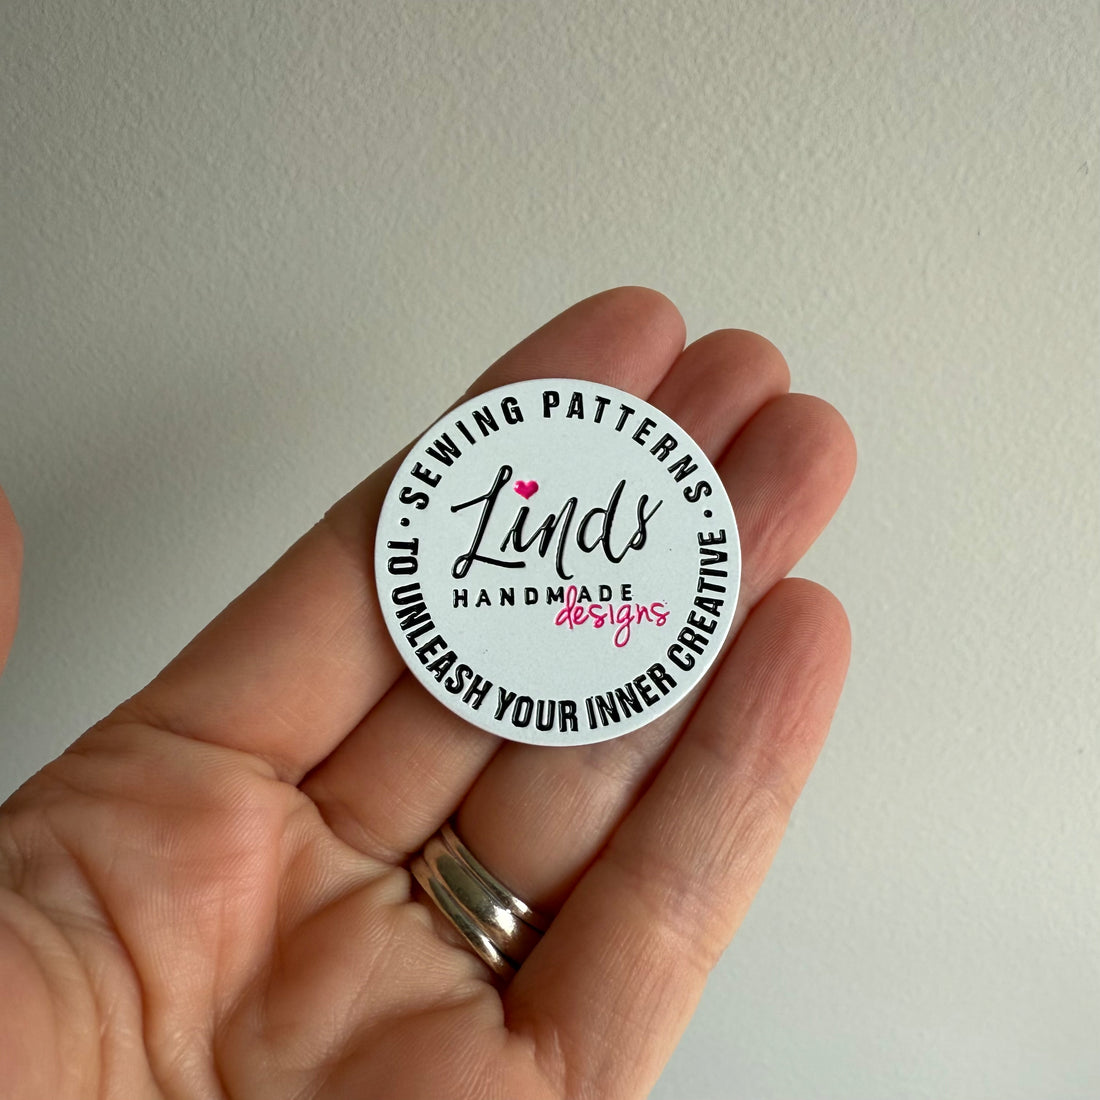 · SEWING PATTERNS ·
Linds
HANDMADE
designs
TO UNLEASH YOUR INNER CREATIVE